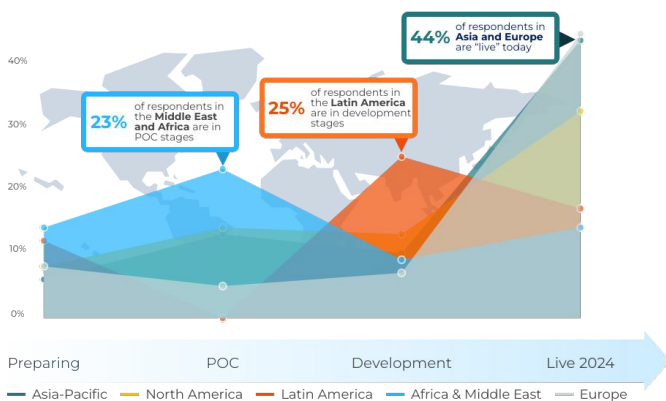 44% of respondents in
Asia and Europe
are “live” today
40%
of respondents in
the Latin America
25% are in development
stages
of respondents in
the Middle East
23% and Africa are in
POC stages
30%
20%
10%
0%
Preparing POC Development Live 2024
Asia-Pacific North America Latin America Africa & Middle East Europe